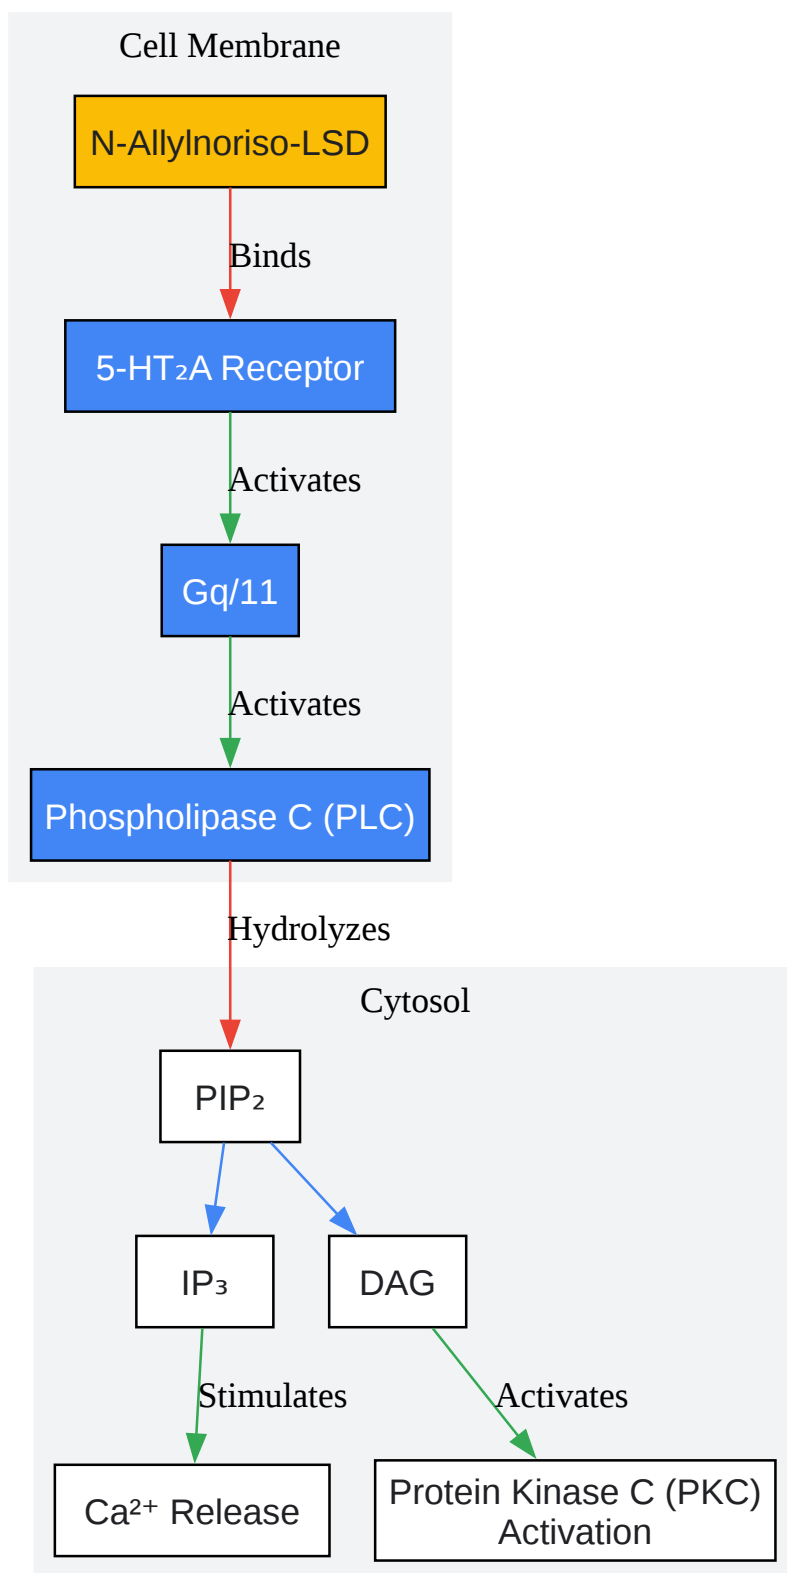 Cell Membrane
N-Allylnoriso-LSD
Binds
5-HT₂A Receptor
Activates
Gq/11
Activates
Phospholipase C (PLC)
Hydrolyzes
Cytosol
PIP₂
IP₃
DAG
Stimulates
Activates
Ca²⁺ Release
Protein Kinase C (PKC)
Activation